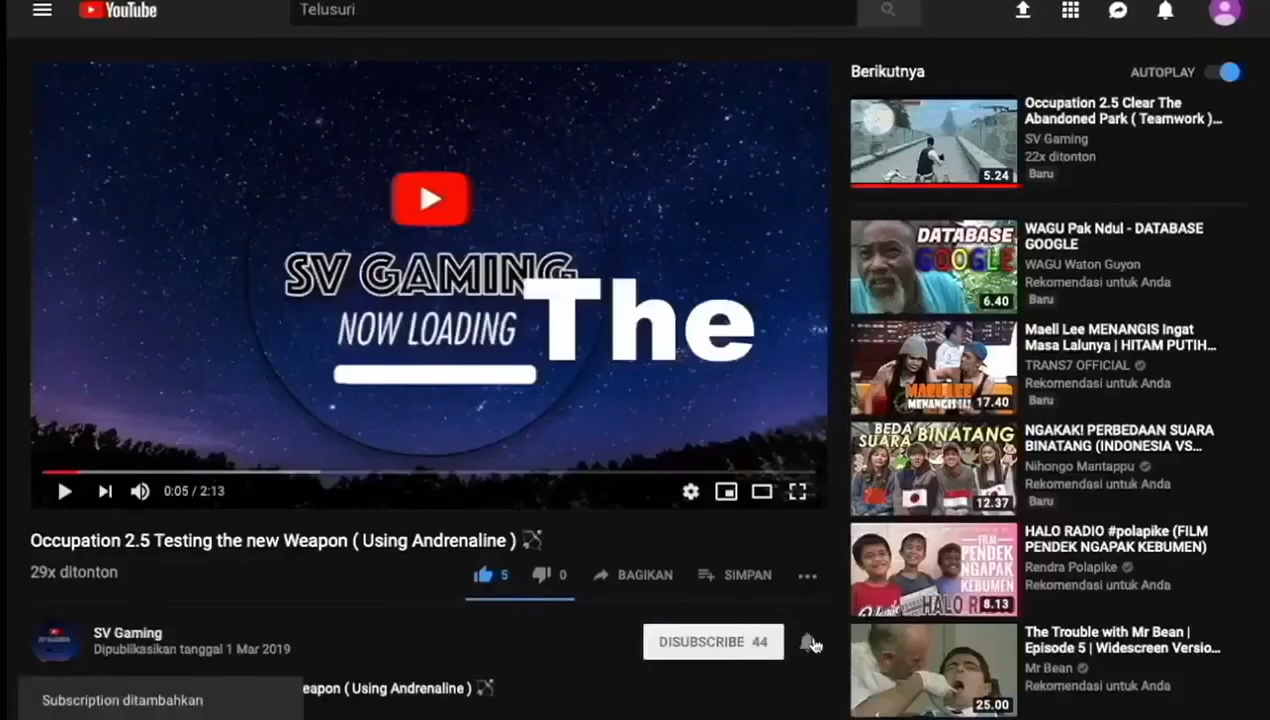 YouTube
Telusuri
SV GAMING
NOW LOADING
The
0:05 / 2:13
Occupation 2.5 Testing the new Weapon ( Using Andrenaline )
29x ditonton
5
0
BAGIKAN
SIMPAN
SV Gaming
Dipublikasikan tanggal 1 Mar 2019
DISUBSCRIBE 44
eapon ( Using Andrenaline )
Subscription ditambahkan
Berikutnya
AUTOPLAY
Occupation 2.5 Clear The
Abandoned Park ( Teamwork )...
SV Gaming
22x ditonton
Baru
5.24
WAGU Pak Ndul - DATABASE
GOOGLE
WAGU Waton Guyon
Rekomendasi untuk Anda
Baru
DATABASE
GOOGLE
6.40
Maell Lee MENANGIS Ingat
Masa Lalunya | HITAM PUTIH...
TRANS7 OFFICIAL
Rekomendasi untuk Anda
Baru
MAELL LEE
MENANGIS!!!
17.40
NGAKAK! PERBEDAAN SUARA
BINATANG (INDONESIA VS...
Nihongo Mantappu
Rekomendasi untuk Anda
Baru
BEDA
SUARA BINATANG
12.37
HALO RADIO #polapike (FILM
PENDEK NGAPAK KEBUMEN)
Rendra Polapike
Rekomendasi untuk Anda
FILM
PENDEK
NGAPAK
KEBUMEN
HALO RADIO
8.13
The Trouble with Mr Bean |
Episode 5 | Widescreen Versio...
Mr Bean
Rekomendasi untuk Anda
25.00